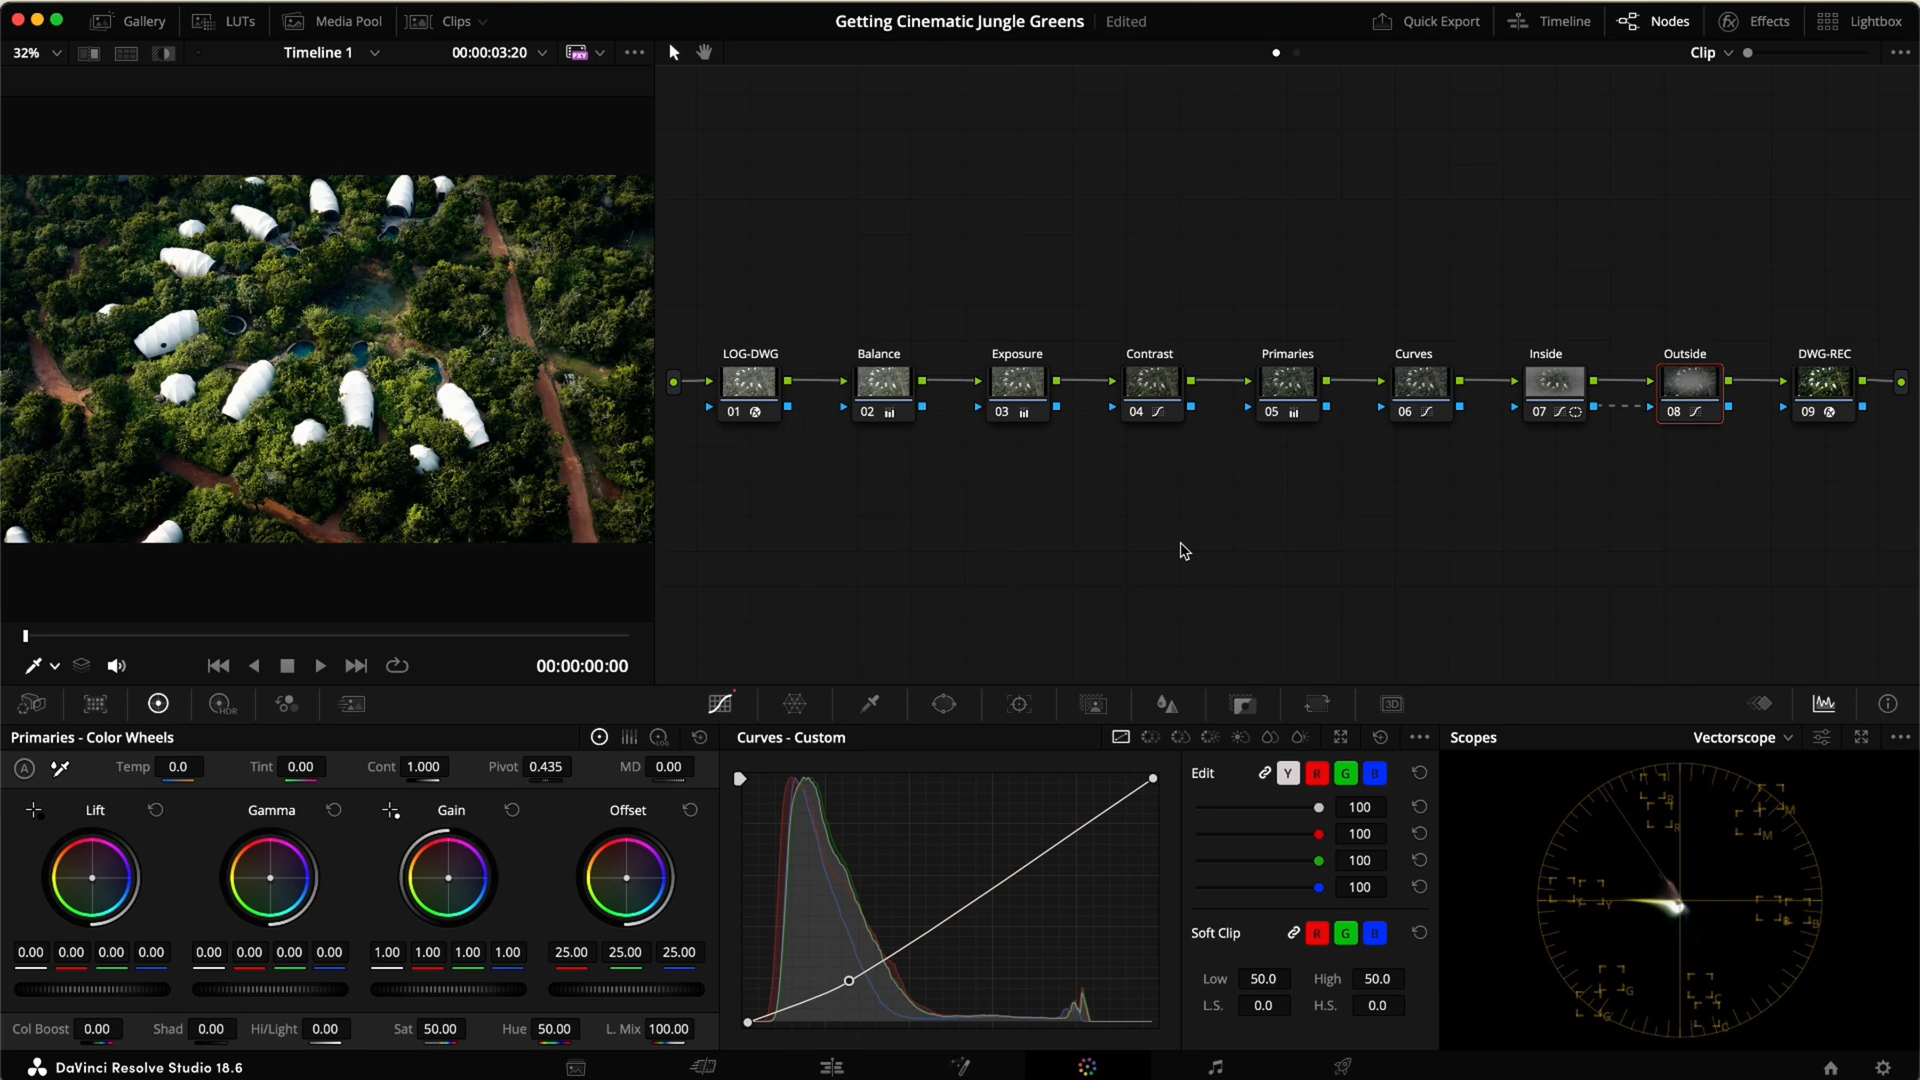 Gallery LUTs Media Pool Clips Getting Cinematic Jungle Greens Edited Quick Export Timeline Nodes Effects Lightbox
32% Timeline 1 00:00:03:20 PXY Clip
LOG-DWG Balance Exposure Contrast Primaries Curves Inside Outside DWG-REC
01 02 03 04 05 06 07 08 09
00:00:00:00
HDR 3D
Primaries - Color Wheels LOG Curves - Custom Scopes Vectorscope
A Temp 0.0 Tint 0.00 Cont 1.000 Pivot 0.435 MD 0.00 Edit Y R G B
Lift Gamma Gain Offset 100
100
100
100
Soft Clip R G B
0.00 0.00 0.00 0.00 0.00 0.00 0.00 0.00 1.00 1.00 1.00 1.00 25.00 25.00 25.00
Low 50.0 High 50.0
L.S. 0.0 H.S. 0.0
Col Boost 0.00 Shad 0.00 Hi/Light 0.00 Sat 50.00 Hue 50.00 L. Mix 100.00
R R M M Y B B G G C C
DaVinci Resolve Studio 18.6